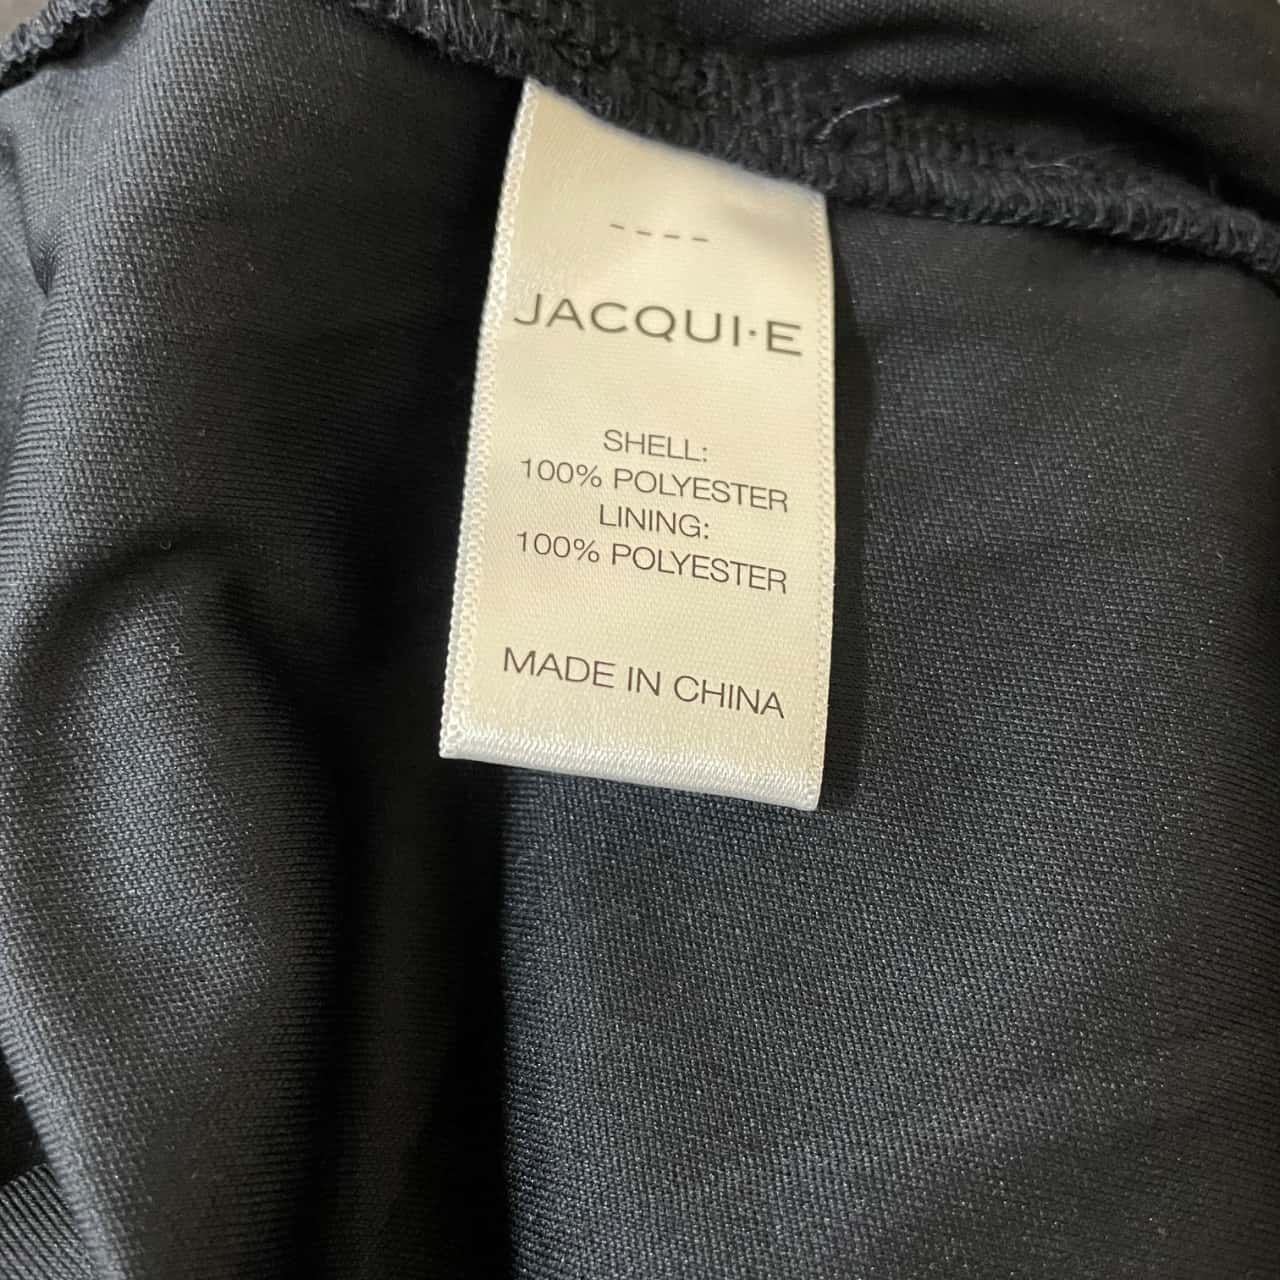 JACQUI·E
SHELL:
100% POLYESTER
LINING:
100% POLYESTER
MADE IN CHINA